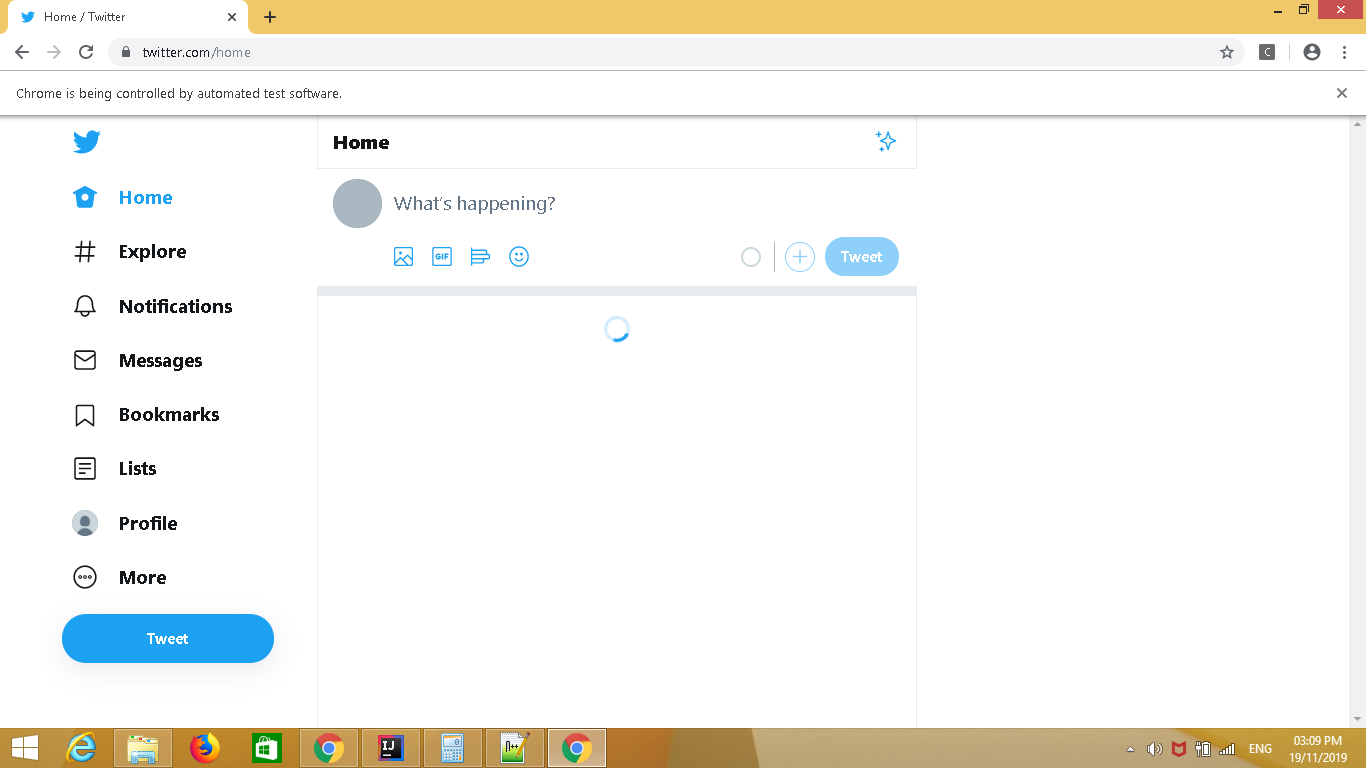 Home / Twitter
twitter.com/home
C
Chrome is being controlled by automated test software.
Home
Home
What's happening?
GIF
Tweet
Explore
Notifications
Messages
Bookmarks
Lists
Profile
More
Tweet
IJ
ENG
03:09 PM
19/11/2019